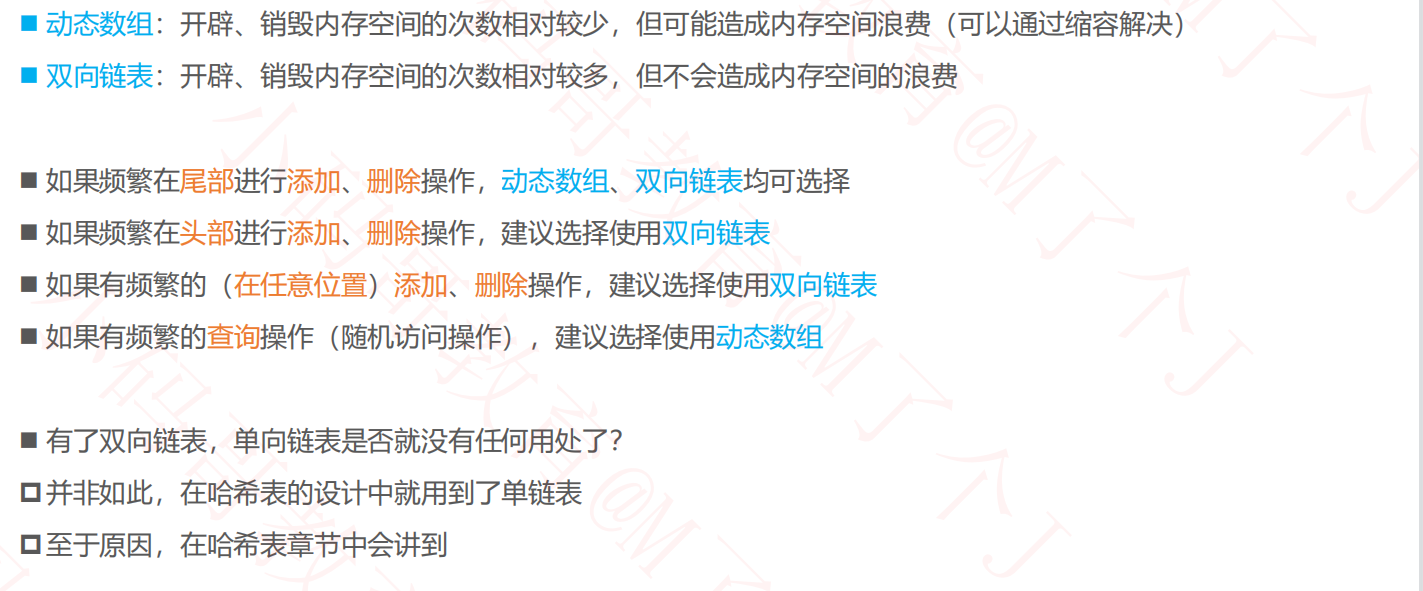 ■ 动态数组：开辟、销毁内存空间的次数相对较少，但可能造成内存空间浪费（可以通过缩容解决）
■ 双向链表：开辟、销毁内存空间的次数相对较多，但不会造成内存空间的浪费
■ 如果频繁在尾部进行添加、删除操作，动态数组、双向链表均可选择
■ 如果频繁在头部进行添加、删除操作，建议选择使用双向链表
■ 如果有频繁的（在任意位置）添加、删除操作，建议选择使用双向链表
■ 如果有频繁的查询操作（随机访问操作），建议选择使用动态数组
■ 有了双向链表，单向链表是否就没有任何用处了？
□ 并非如此，在哈希表的设计中就用到了单链表
□ 至于原因，在哈希表章节中会讲到
小码哥教育@M了个J